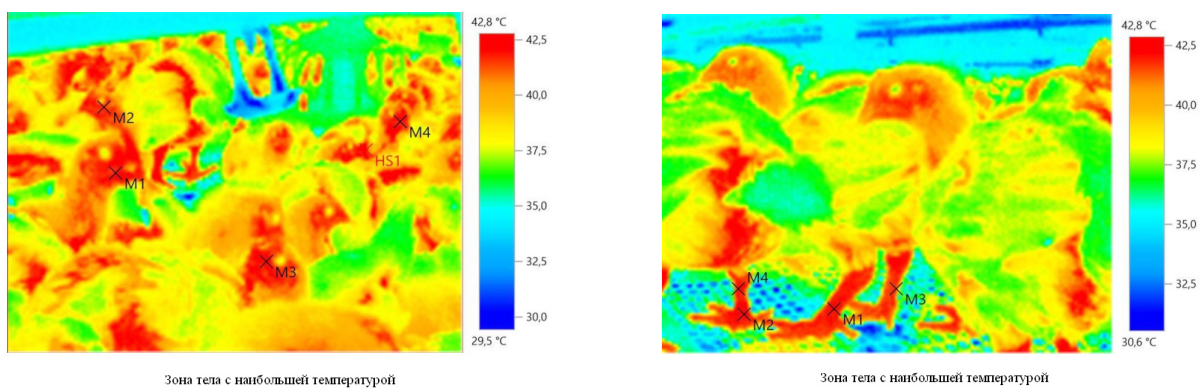 42,8 °C
42,5
40,0
37,5
35,0
32,5
30,0
29,5 °C
M2
M4
HS1
M1
M3
Зона тела с наибольшей температурой
42,8 °C
42,5
40,0
37,5
35,0
32,5
30,6 °C
M4
M3
M1
M2
Зона тела с наибольшей температурой